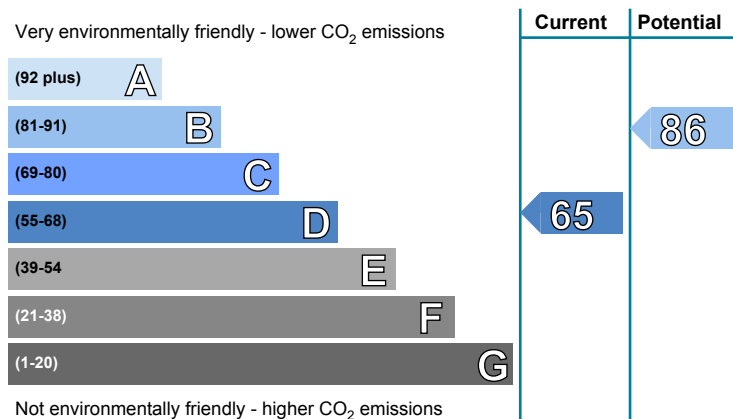 Very environmentally friendly - lower CO₂ emissions
Current
Potential
(92 plus) A
(81-91) B
86
(69-80) C
(55-68) D
65
(39-54 E
(21-38) F
(1-20) G
Not environmentally friendly - higher CO₂ emissions